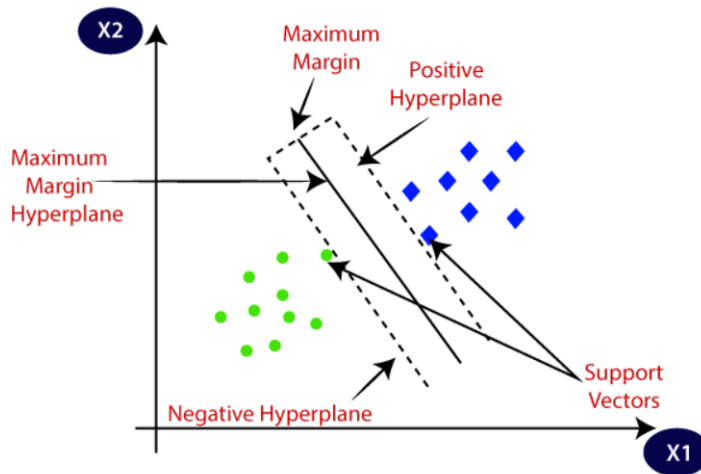 X2
Maximum
Margin
Positive
Hyperplane
Maximum
Margin
Hyperplane
Support
Vectors
Negative Hyperplane
X1